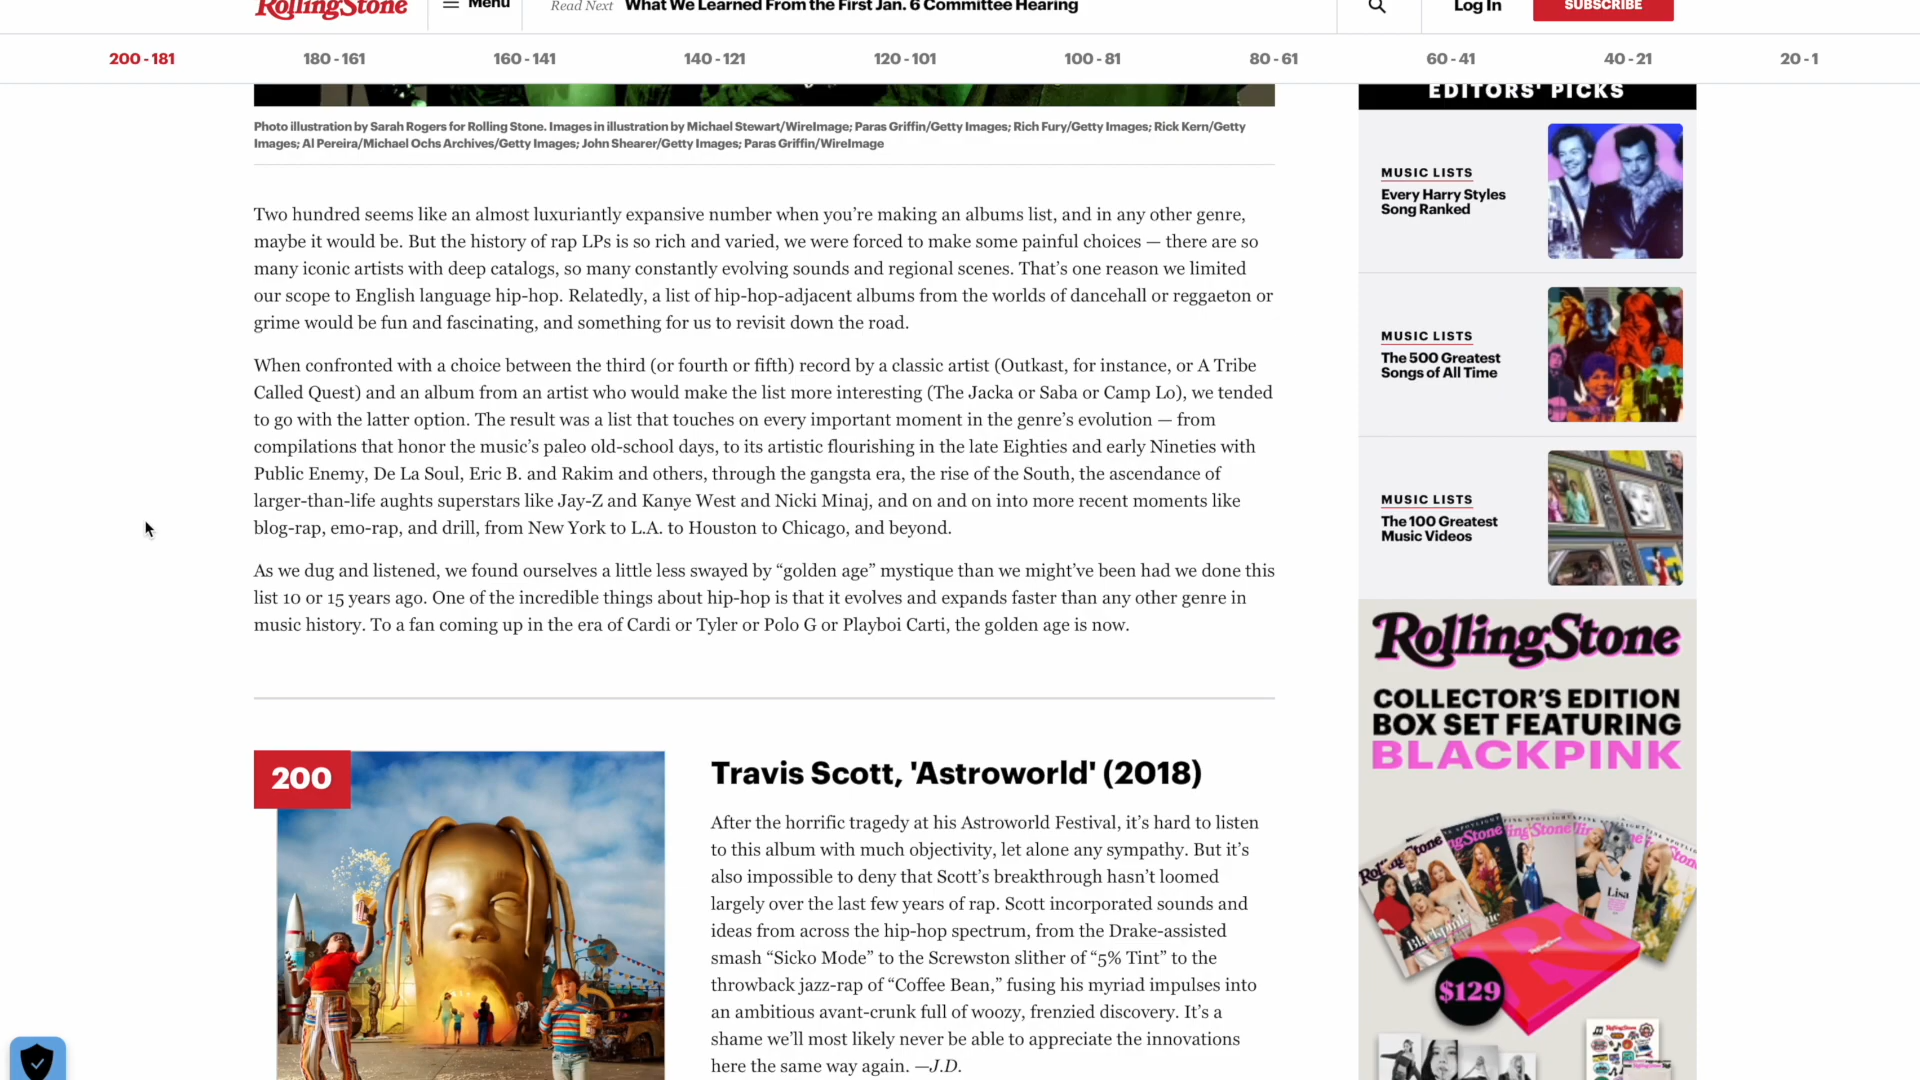 RollingStone
Menu
Read Next What We Learned From the First Jan. 6 Committee Hearing
Log In
SUBSCRIBE
200 - 181
180 - 161
160 - 141
140 - 121
120 - 101
100 - 81
80 - 61
60 - 41
40 - 21
20 - 1
Photo illustration by Sarah Rogers for Rolling Stone. Images in illustration by Michael Stewart/WireImage; Paras Griffin/Getty Images; Rich Fury/Getty Images; Rick Kern/Getty
Images; Al Pereira/Michael Ochs Archives/Getty Images; John Shearer/Getty Images; Paras Griffin/WireImage
Two hundred seems like an almost luxuriantly expansive number when you’re making an albums list, and in any other genre,
maybe it would be. But the history of rap LPs is so rich and varied, we were forced to make some painful choices — there are so
many iconic artists with deep catalogs, so many constantly evolving sounds and regional scenes. That’s one reason we limited
our scope to English language hip-hop. Relatedly, a list of hip-hop-adjacent albums from the worlds of dancehall or reggaeton or
grime would be fun and fascinating, and something for us to revisit down the road.
When confronted with a choice between the third (or fourth or fifth) record by a classic artist (Outkast, for instance, or A Tribe
Called Quest) and an album from an artist who would make the list more interesting (The Jacka or Saba or Camp Lo), we tended
to go with the latter option. The result was a list that touches on every important moment in the genre’s evolution — from
compilations that honor the music’s paleo old-school days, to its artistic flourishing in the late Eighties and early Nineties with
Public Enemy, De La Soul, Eric B. and Rakim and others, through the gangsta era, the rise of the South, the ascendance of
larger-than-life aughts superstars like Jay-Z and Kanye West and Nicki Minaj, and on and on into more recent moments like
blog-rap, emo-rap, and drill, from New York to L.A. to Houston to Chicago, and beyond.
As we dug and listened, we found ourselves a little less swayed by “golden age” mystique than we might’ve been had we done this
list 10 or 15 years ago. One of the incredible things about hip-hop is that it evolves and expands faster than any other genre in
music history. To a fan coming up in the era of Cardi or Tyler or Polo G or Playboi Carti, the golden age is now.
200
Travis Scott, 'Astroworld' (2018)
After the horrific tragedy at his Astroworld Festival, it’s hard to listen
to this album with much objectivity, let alone any sympathy. But it’s
also impossible to deny that Scott’s breakthrough hasn’t loomed
largely over the last few years of rap. Scott incorporated sounds and
ideas from across the hip-hop spectrum, from the Drake-assisted
smash “Sicko Mode” to the Screwston slither of “5% Tint” to the
throwback jazz-rap of “Coffee Bean,” fusing his myriad impulses into
an ambitious avant-crunk full of woozy, frenzied discovery. It’s a
shame we’ll most likely never be able to appreciate the innovations
here the same way again. —J.D.
EDITORS' PICKS
MUSIC LISTS
Every Harry Styles
Song Ranked
MUSIC LISTS
The 500 Greatest
Songs of All Time
MUSIC LISTS
The 100 Greatest
Music Videos
RollingStone
COLLECTOR’S EDITION
BOX SET FEATURING
BLACKPINK
Lisa
$129